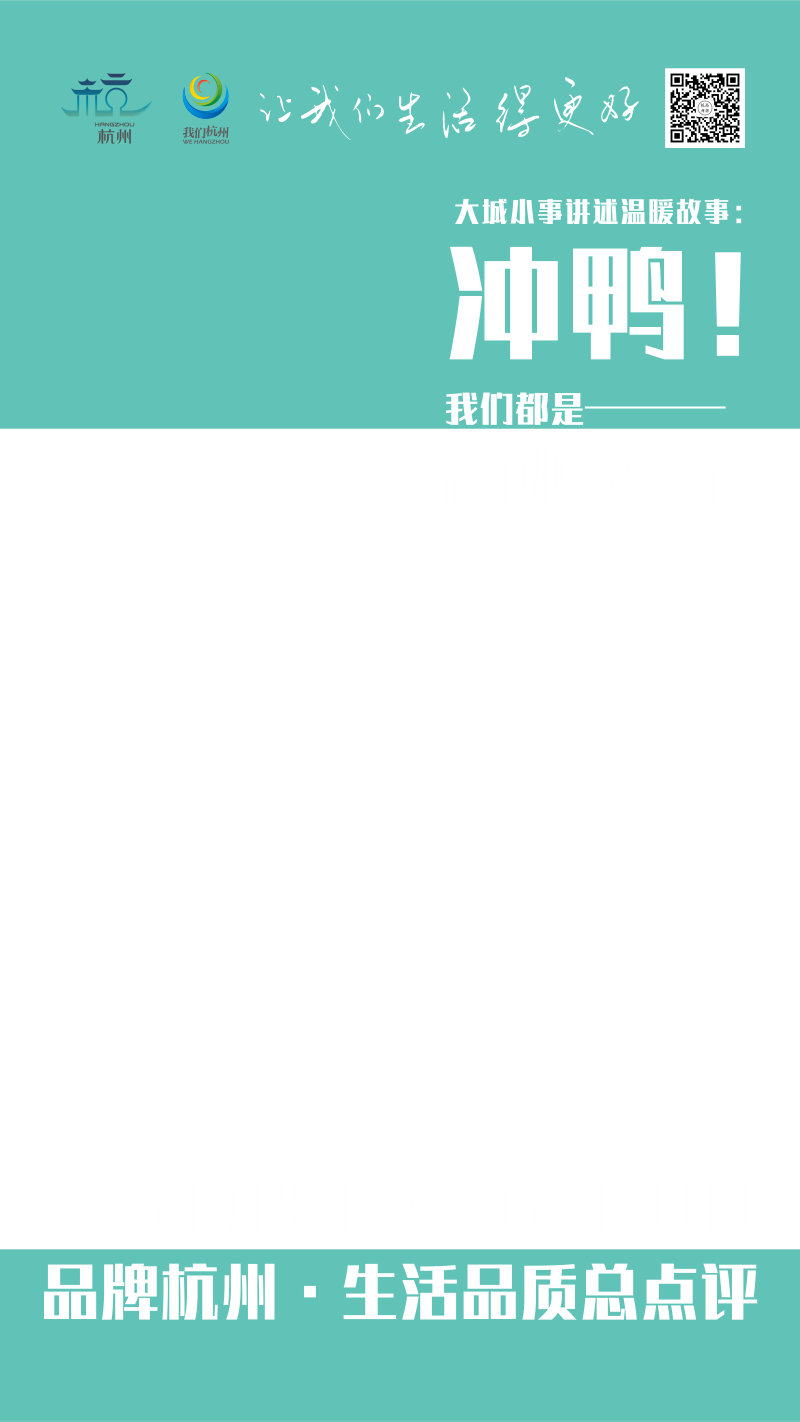 HANGZHOU
杭州
我们杭州
WE HANGZHOU
让我们生活得更好
大城小事讲述温暖故事：
冲鸭！
我们都是————
品牌杭州·生活品质总点评